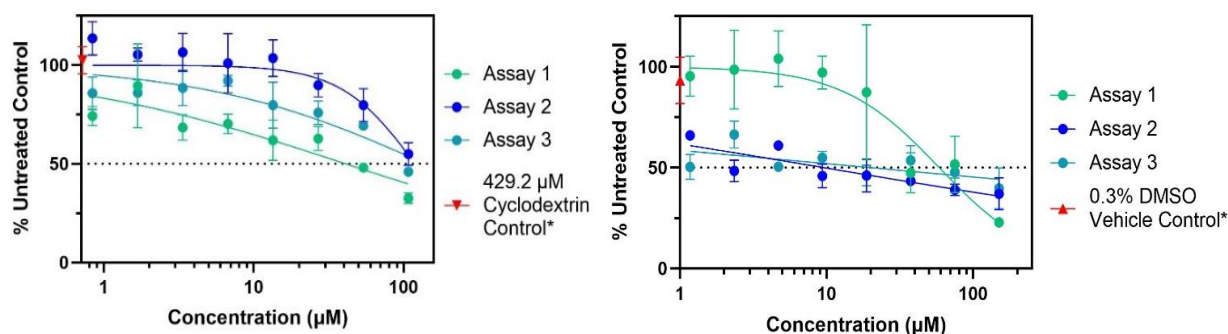 % Untreated Control
100
50
0
1
10
100
Concentration (µM)
Assay 1
Assay 2
Assay 3
429.2 µM
Cyclodextrin
Control*
% Untreated Control
100
50
0
1
10
100
Concentration (µM)
Assay 1
Assay 2
Assay 3
0.3% DMSO
Vehicle Control*